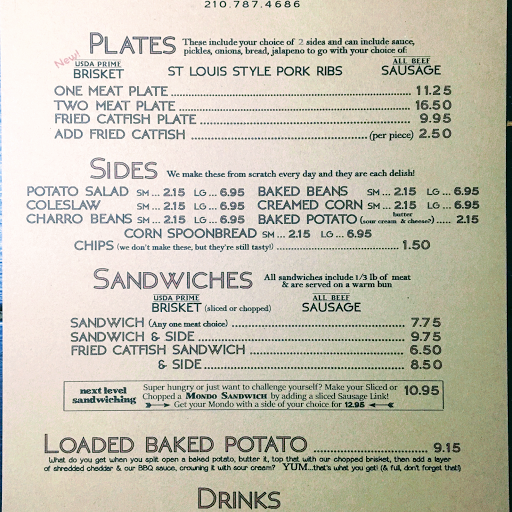 210.787.4686
PLATES These include your choice of 2 sides and can include sauce,
pickles, onions, bread, jalapeno to go with your choice of:
New!
USDA PRIME
BRISKET ST LOUIS STYLE PORK RIBS ALL BEEF
SAUSAGE
ONE MEAT PLATE 11.25
TWO MEAT PLATE 16.50
FRIED CATFISH PLATE 9.95
ADD FRIED CATFISH (per piece) 2.50
SIDES We make these from scratch every day and they are each delish!
POTATO SALAD SM ... 2.15 LG ... 6.95 BAKED BEANS SM ... 2.15 LG ... 6.95
COLESLAW SM ... 2.15 LG ... 6.95 CREAMED CORN SM ... 2.15 LG ... 6.95
CHARRO BEANS SM ... 2.15 LG ... 6.95 BAKED POTATO (butter sour cream & cheese?) ..... 2.15
CORN SPOONBREAD SM ... 2.15 LG ... 6.95
CHIPS (we don't make these, but they're still tasty!) 1.50
SANDWICHES All sandwiches include 1/3 lb of meat
& are served on a warm bun
USDA PRIME ALL BEEF
BRISKET (sliced or chopped) SAUSAGE
SANDWICH (Any one meat choice) 7.75
SANDWICH & SIDE 9.75
FRIED CATFISH SANDWICH 6.50
& SIDE 8.50
next level
sandwiching
Super hungry or just want to challenge yourself? Make your Sliced or
Chopped a MONDO SANDWICH by adding a sliced Sausage Link! 10.95
Get your Mondo with a side of your choice for 12.95
LOADED BAKED POTATO 9.15
What do you get when you split open a baked potato, butter it, top that with our chopped brisket, then add a layer
of shredded cheddar & our BBQ sauce, crowning it with sour cream? YUM...that's what you get! (& full, don't forget that!)
DRINKS